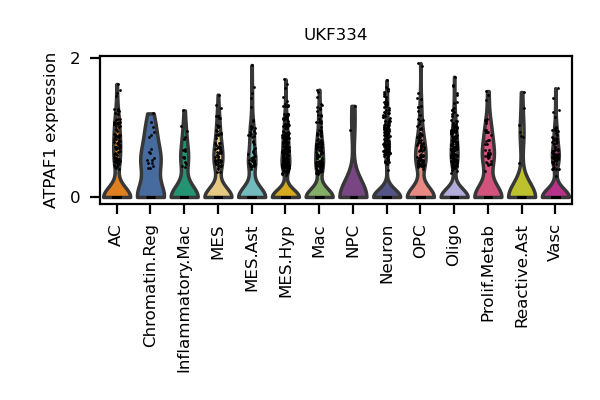 UKF334
ATPAF1 expression
2
0
AC
Chromatin.Reg
Inflammatory.Mac
MES
MES.Ast
MES.Hyp
Mac
NPC
Neuron
OPC
Oligo
Prolif.Metab
Reactive.Ast
Vasc